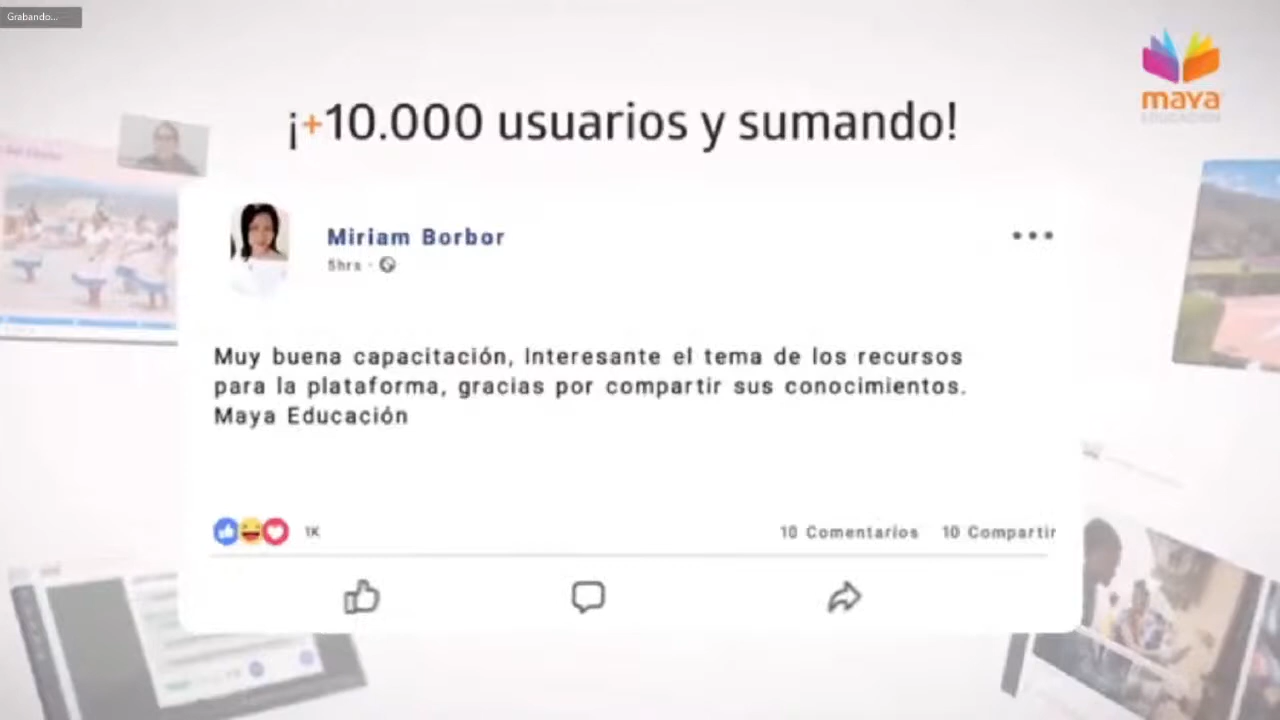 Grabando...
maya
EDUCACIÓN
¡+10.000 usuarios y sumando!
Miriam Borbor
5hrs ·
Muy buena capacitación, Interesante el tema de los recursos
para la plataforma, gracias por compartir sus conocimientos.
Maya Educación
1K
10 Comentarios
10 Compartir